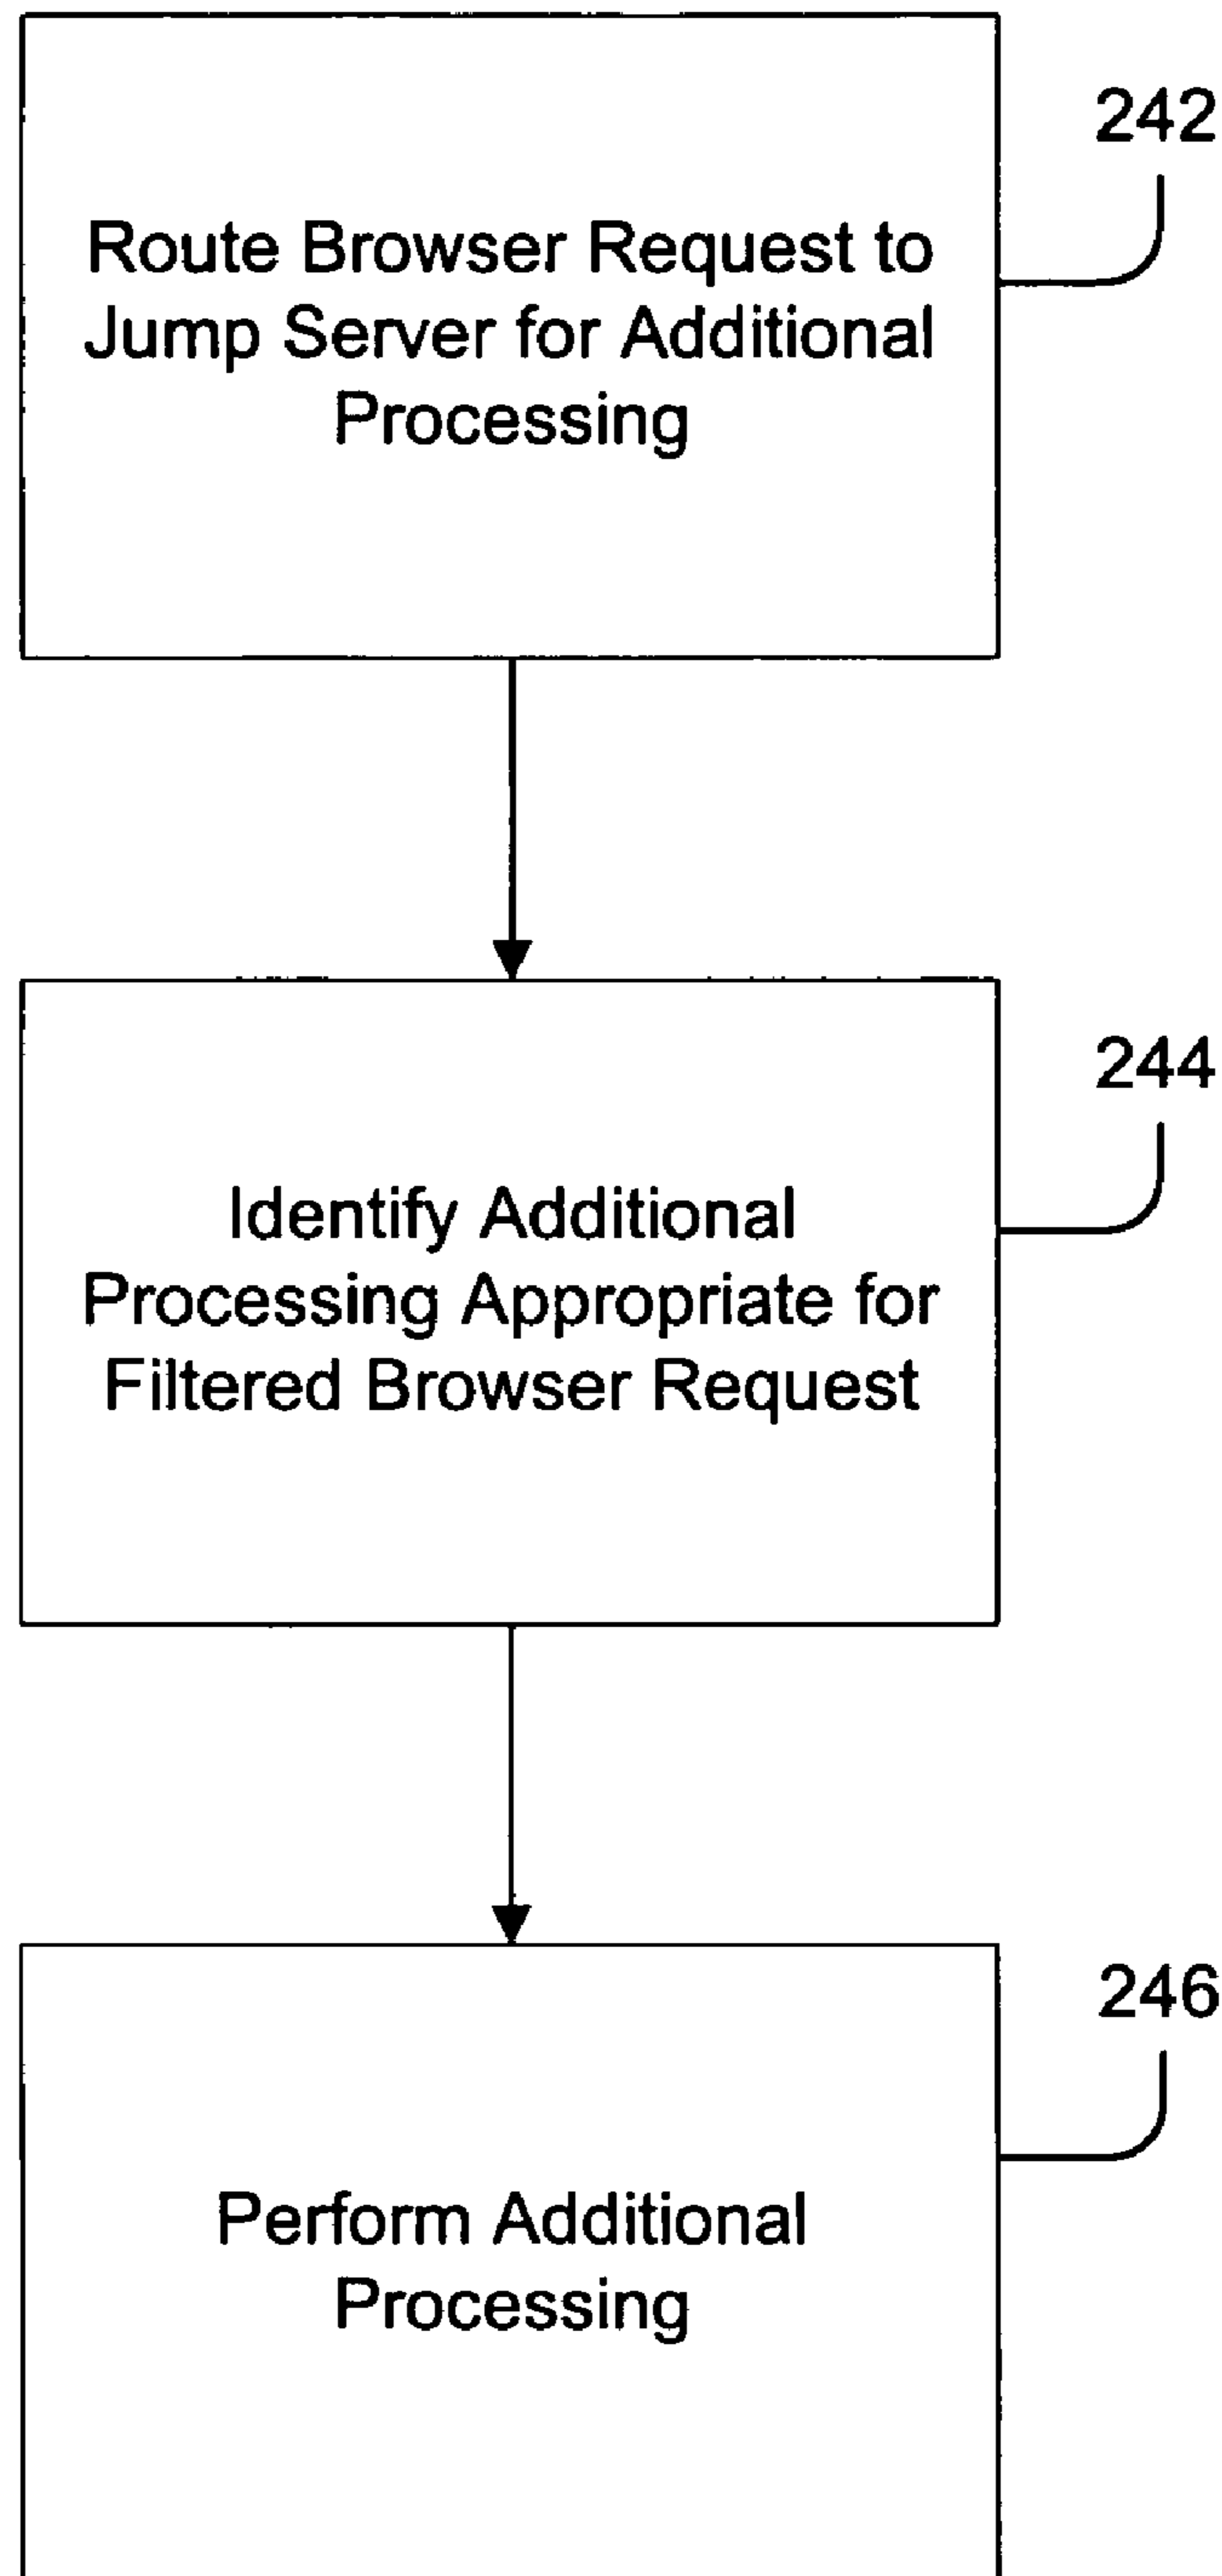 242
Route Browser Request to
Jump Server for Additional
Processing
244
Identify Additional
Processing Appropriate for
Filtered Browser Request
246
Perform Additional
Processing